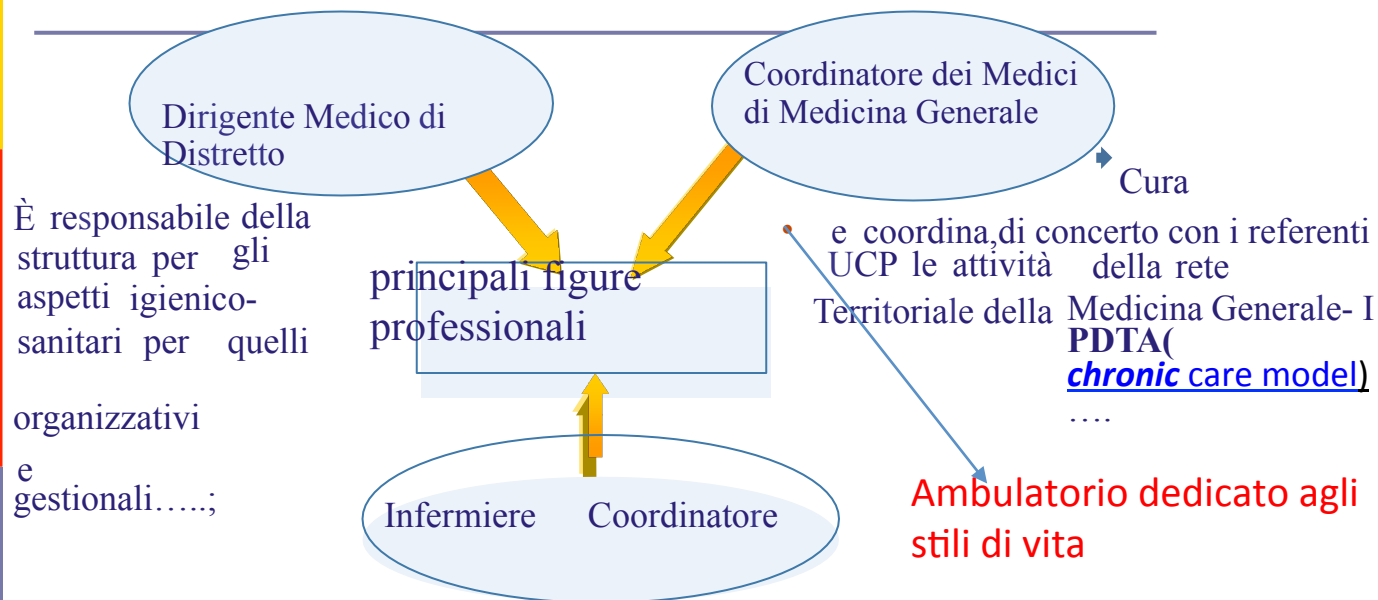 Dirigente Medico di
Distretto
Coordinatore dei Medici
di Medicina Generale
È responsabile della
struttura per gli
aspetti igienico-
sanitari per quelli
organizzativi
e
gestionali…..;
principali figure
professionali
Cura
e coordina,di concerto con i referenti
UCP le attività della rete
Territoriale della Medicina Generale- I
PDTA(
chronic care model)
….
Infermiere Coordinatore
Ambulatorio dedicato agli
stili di vita